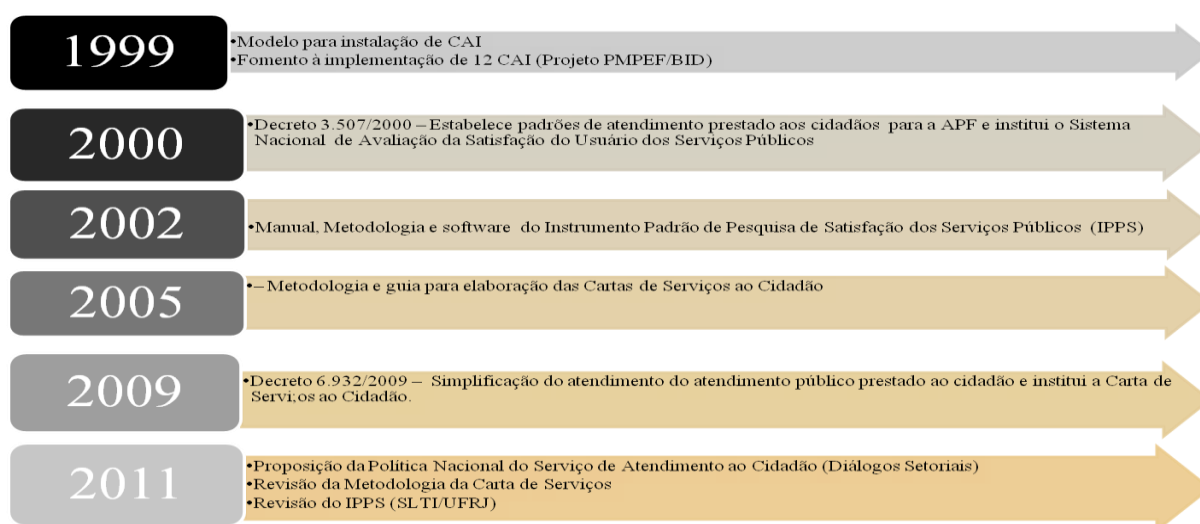 1999
•Modelo para instalação de CAI
•Fomento à implementação de 12 CAI (Projeto PMPEF/BID)
2000
•Decreto 3.507/2000 – Estabelece padrões de atendimento prestado aos cidadãos para a APF e institui o Sistema
Nacional de Avaliação da Satisfação do Usuário dos Serviços Públicos
2002
•Manual, Metodologia e software do Instrumento Padrão de Pesquisa de Satisfação dos Serviços Públicos (IPPS)
2005
•– Metodologia e guia para elaboração das Cartas de Serviços ao Cidadão
2009
•Decreto 6.932/2009 – Simplificação do atendimento do atendimento público prestado ao cidadão e institui a Carta de
Servi;os ao Cidadão.
2011
•Proposição da Política Nacional do Serviço de Atendimento ao Cidadão (Diálogos Setoriais)
•Revisão da Metodologia da Carta de Serviços
•Revisão do IPPS (SLTI/UFRJ)